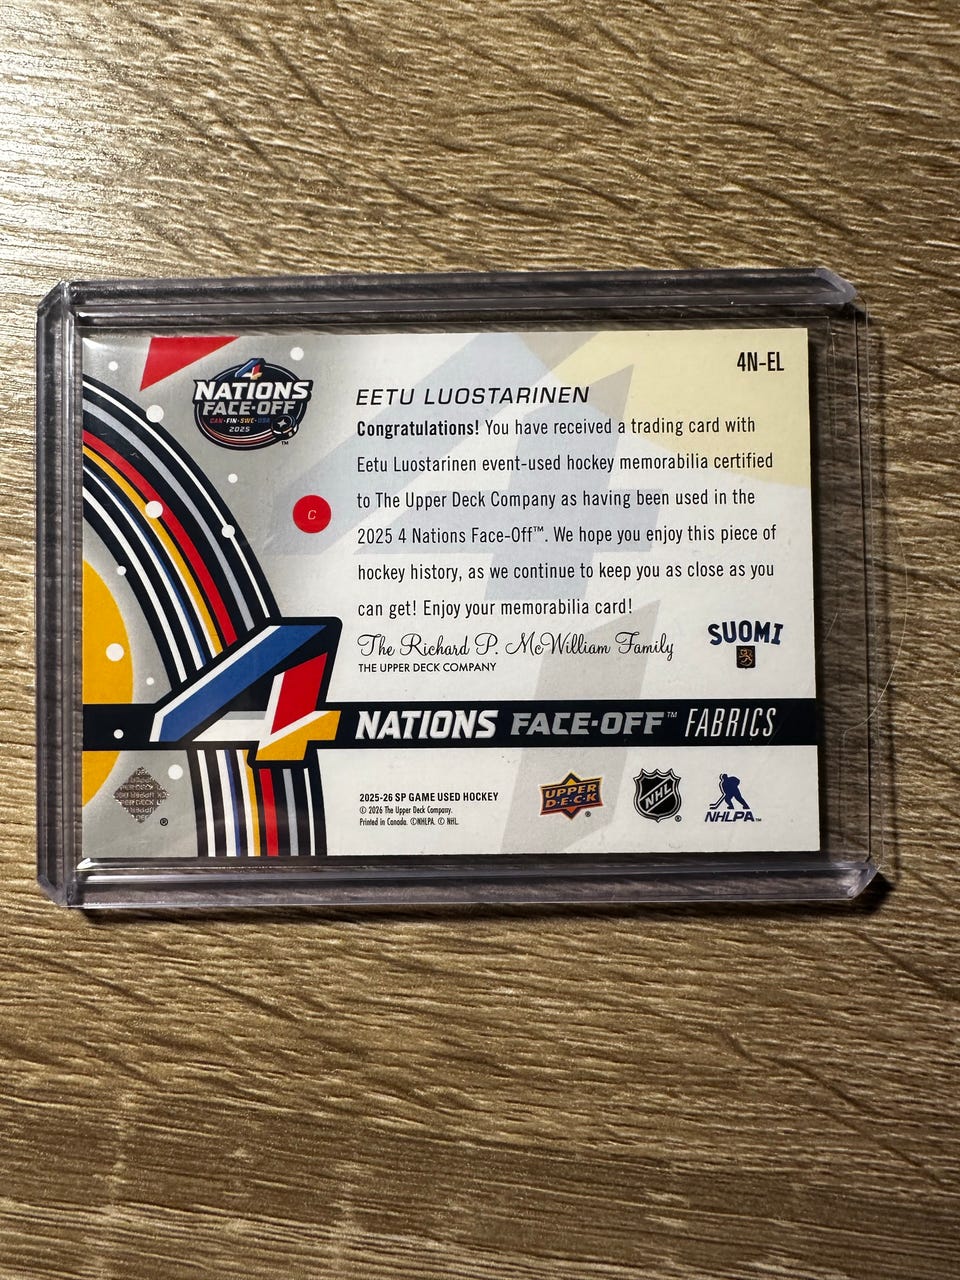 4N-EL
NATIONS
FACE·OFF
CAN·FIN·SWE·USA
2025
TM
EETU LUOSTARINEN
Congratulations! You have received a trading card with
Eetu Luostarinen event-used hockey memorabilia certified
to The Upper Deck Company as having been used in the
2025 4 Nations Face-Off™. We hope you enjoy this piece of
hockey history, as we continue to keep you as close as you
can get! Enjoy your memorabilia card!
C
The Richard P. McWilliam Family
THE UPPER DECK COMPANY
SUOMI
4 NATIONS FACE·OFF™ FABRICS
2025-26 SP GAME USED HOCKEY
© 2026 The Upper Deck Company.
Printed in Canada. ©NHLPA. © NHL.
UPPER
D·E·C·K
®
NHL
®
NHLPA™
®